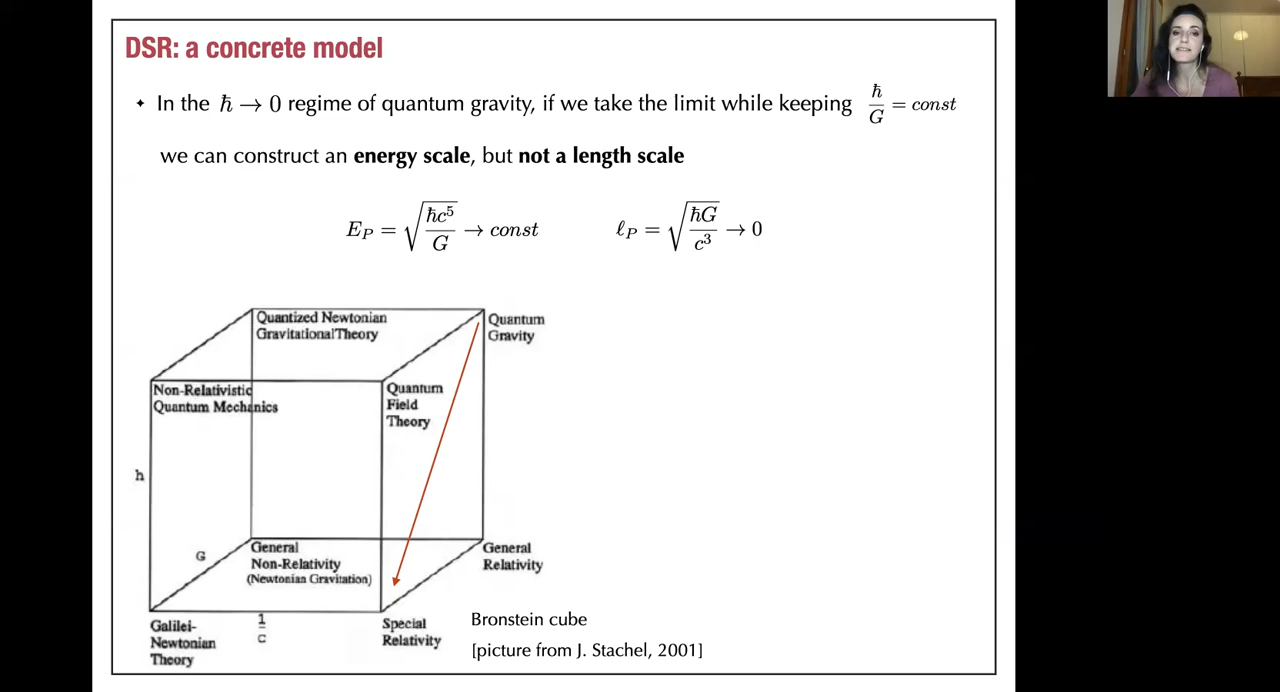 DSR: a concrete model
✦ In the ℏ → 0 regime of quantum gravity, if we take the limit while keeping ℏ/G = const
we can construct an energy scale, but not a length scale
E_P = √(ℏc⁵/G) → const    ℓ_P = √(ℏG/c³) → 0
Quantized Newtonian
Gravitational Theory
Quantum
Gravity
Non-Relativistic
Quantum Mechanics
Quantum
Field
Theory
h
G
General
Non-Relativity
(Newtonian Gravitation)
General
Relativity
Galilei-
Newtonian
Theory
1/c
Special
Relativity
Bronstein cube
[picture from J. Stachel, 2001]